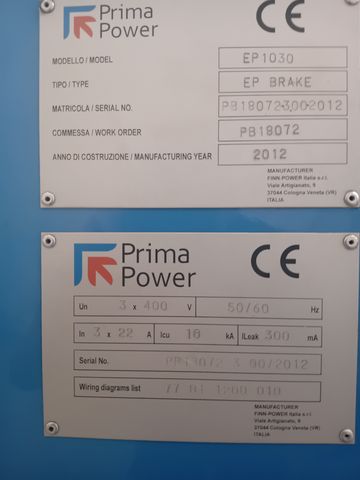 Prima
Power
CE
MODELLO / MODEL EP1030
TIPO / TYPE EP BRAKE
MATRICOLA / SERIAL NO.
COMMESSA / WORK ORDER PB18072
ANNO DI COSTRUZIONE / MANUFACTURING YEAR 2012
MANUFACTURER
FINN-POWER Italia s.r.l.
Viale Artigianato, 9
37044 Cologna Veneta (VR)
ITALIA
Prima
Power
CE
Un 3 x 400 V 50/60 Hz
In 3 x 22 A Icu 10 kA ILeak 300 mA
Serial No.
Wiring diagrams list
MANUFACTURER
FINN-POWER Italia s.r.l.
Viale Artigianato, 9
37044 Cologna Veneta (VR)
ITALIA